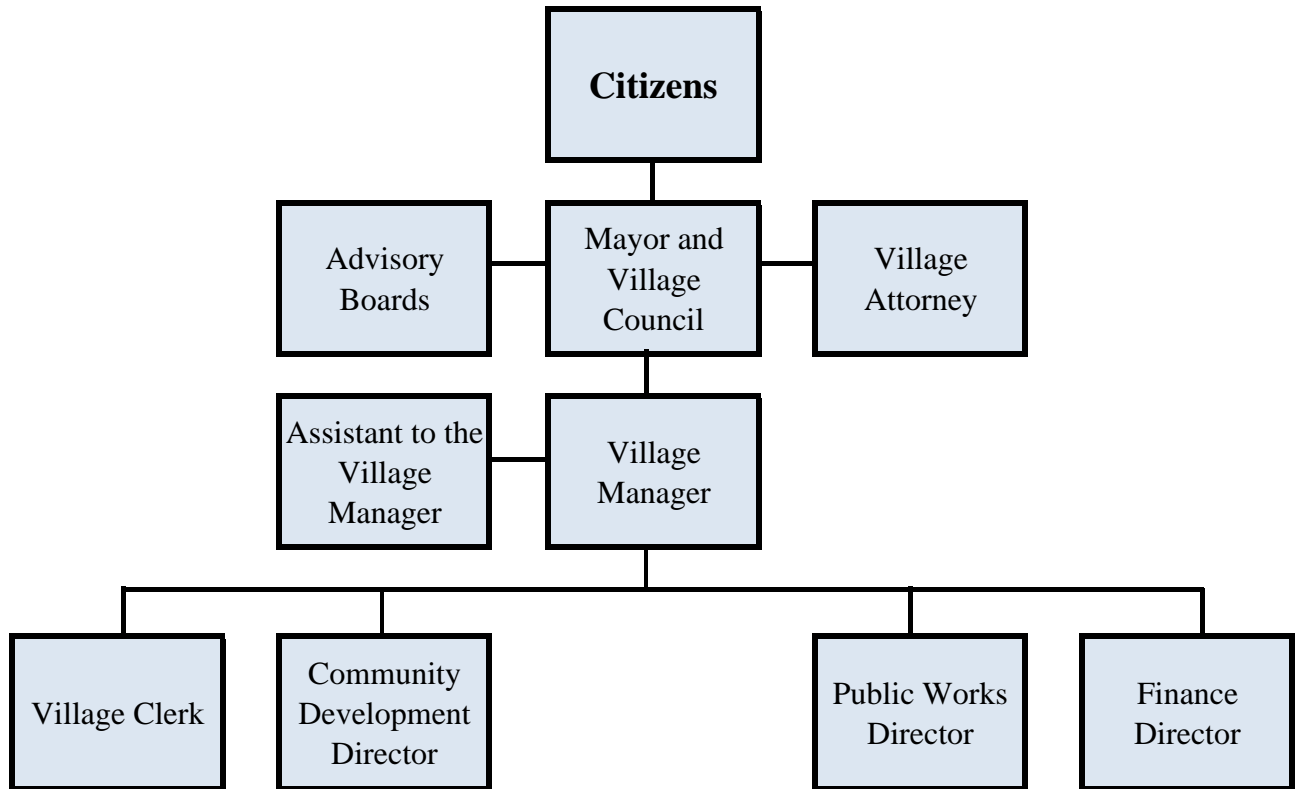 Citizens
Advisory
Boards
Mayor and
Village
Council
Village
Attorney
Assistant to the
Village
Manager
Village
Manager
Village Clerk
Community
Development
Director
Public Works
Director
Finance
Director